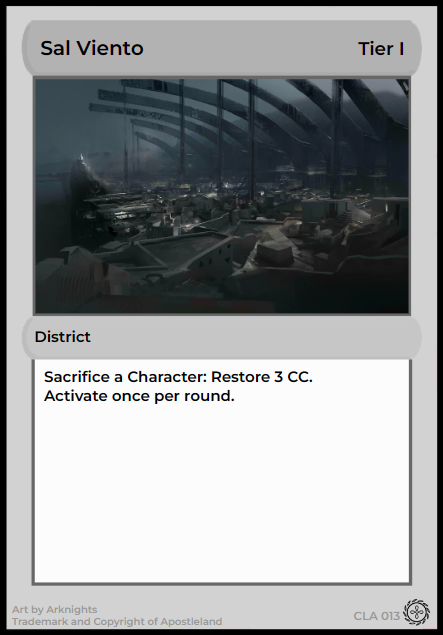 Sal Viento
Tier I
District
Sacrifice a Character: Restore 3 CC.
Activate once per round.
Art by Arknights
Trademark and Copyright of Apostleland
CLA 013